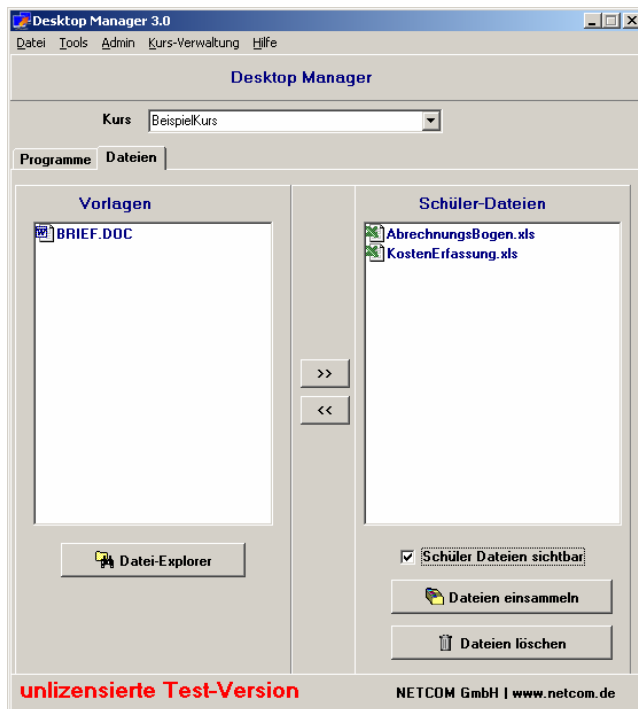 Desktop Manager 3.0
Datei Tools Admin Kurs-Verwaltung Hilfe
Desktop Manager
Kurs BeispielKurs
Programme Dateien
Vorlagen
BRIEF.DOC
Datei-Explorer
>>
<<
Schüler-Dateien
AbrechnungsBogen.xls
KostenErfassung.xls
Schüler Dateien sichtbar
Dateien einsammeln
Dateien löschen
unlizensierte Test-Version
NETCOM GmbH | www.netcom.de